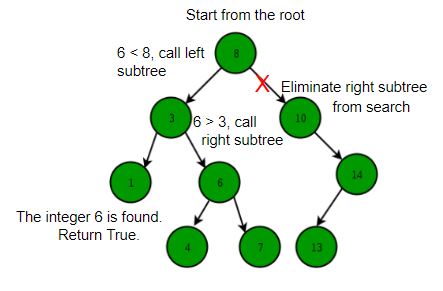 Start from the root
6 < 8, call left
subtree
8
Eliminate right subtree
from search
3
6 > 3, call
right subtree
10
1
6
14
The integer 6 is found.
Return True.
4
7
13